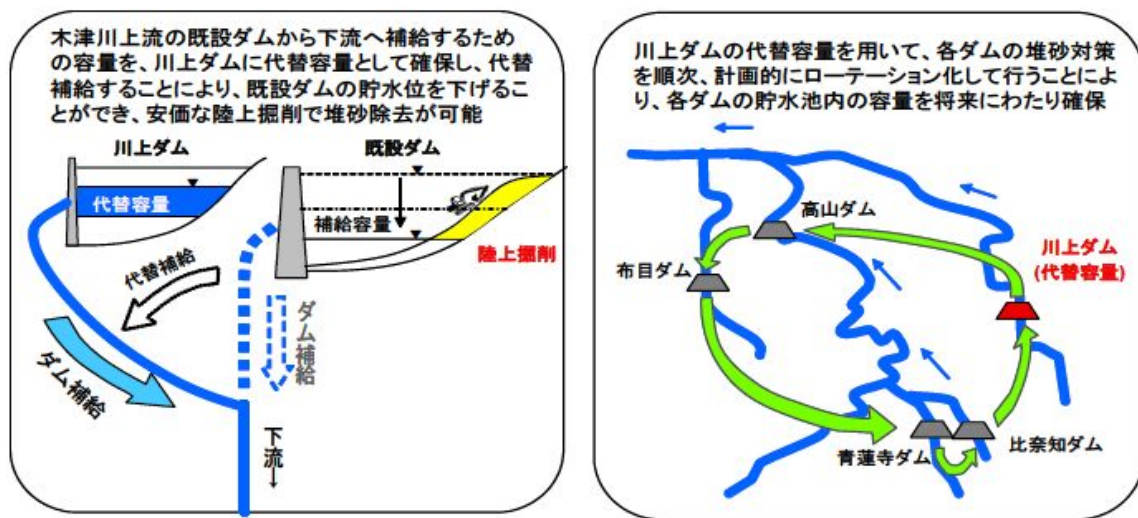 木津川上流の既設ダムから下流へ補給するため
の容量を、川上ダムに代替容量として確保し、代替
補給することにより、既設ダムの貯水位を下げるこ
とができ、安価な陸上掘削で堆砂除去が可能
川上ダム
既設ダム
代替容量
補給容量
陸上掘削
代替補給
ダム補給
ダム補給
下流→
川上ダムの代替容量を用いて、各ダムの堆砂対策
を順次、計画的にローテーション化して行うことによ
り、各ダムの貯水池内の容量を将来にわたり確保
高山ダム
布目ダム
川上ダム
(代替容量)
青蓮寺ダム
比奈知ダム